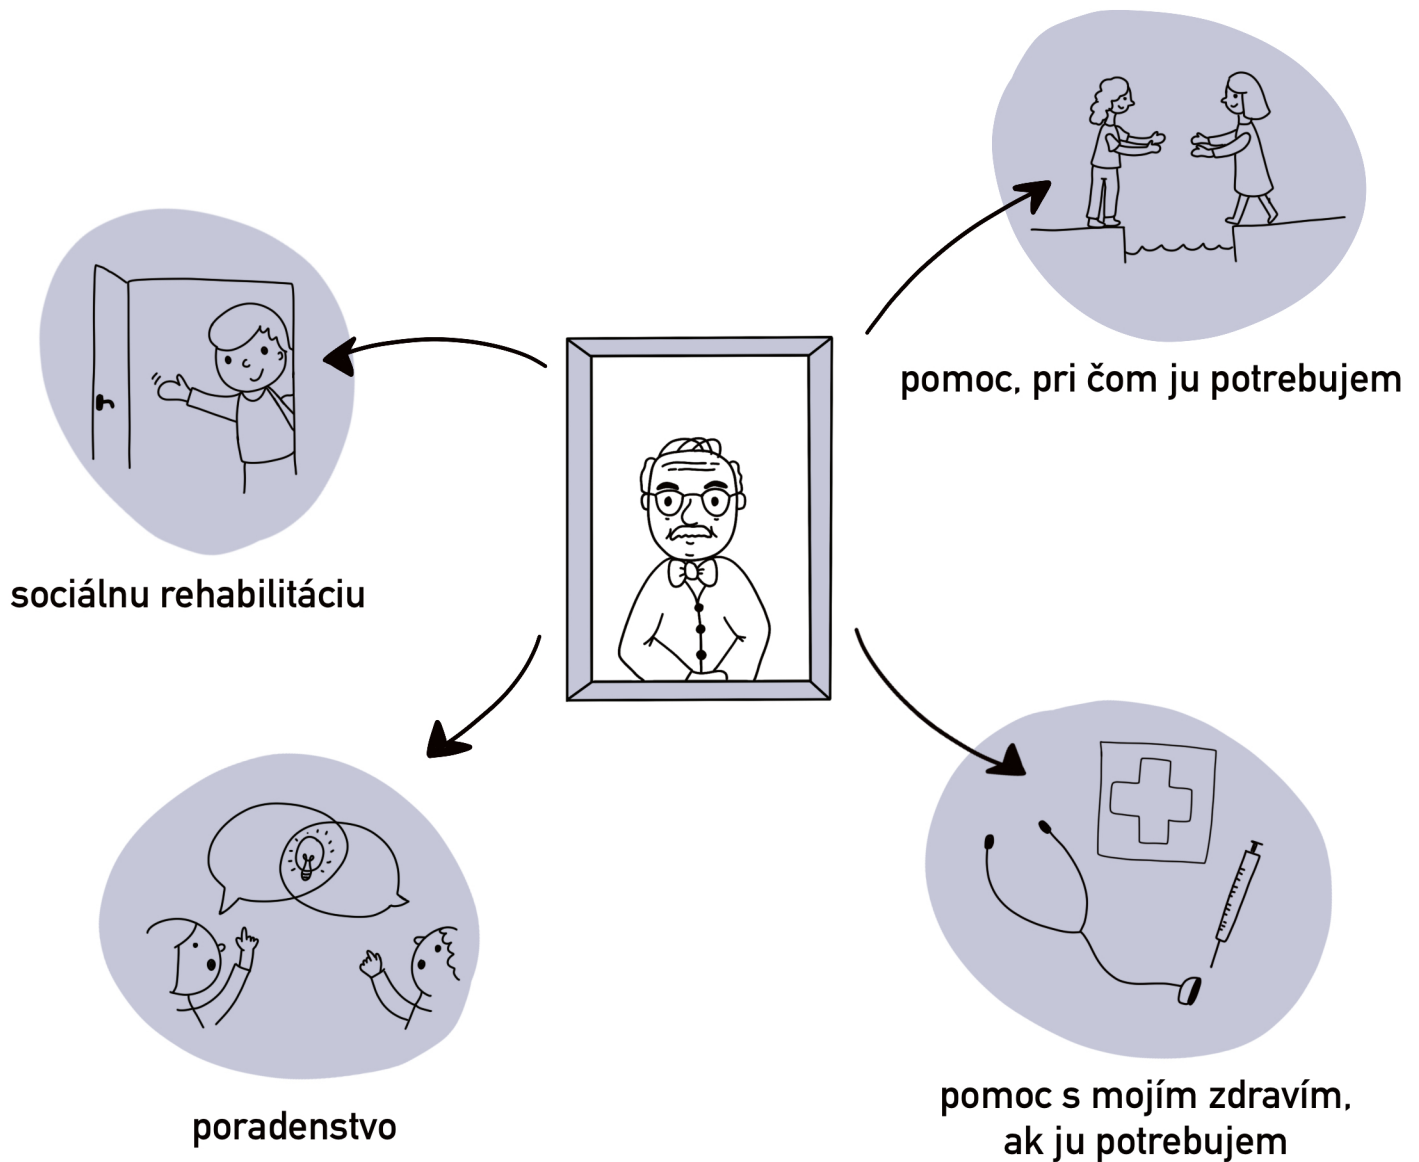 pomoc, pri čom ju potrebujem
sociálnu rehabilitáciu
poradenstvo
pomoc s mojím zdravím,
ak ju potrebujem